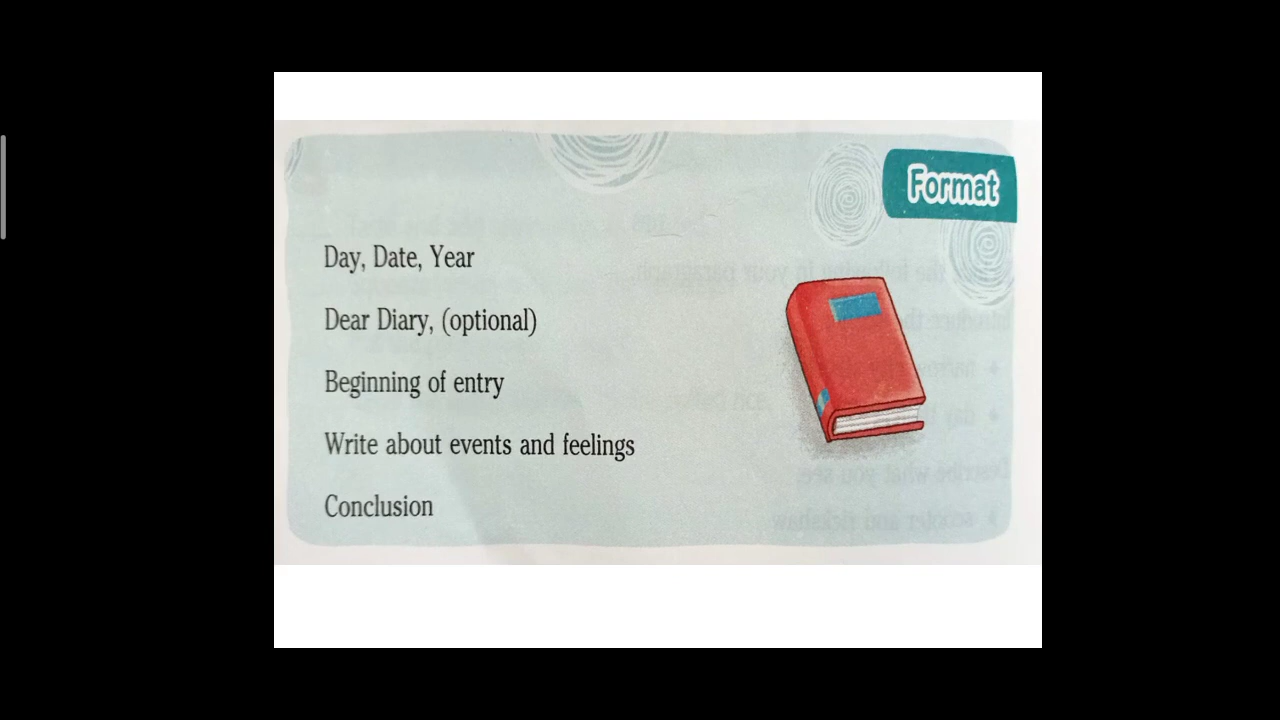 Format
Day, Date, Year
Dear Diary, (optional)
Beginning of entry
Write about events and feelings
Conclusion